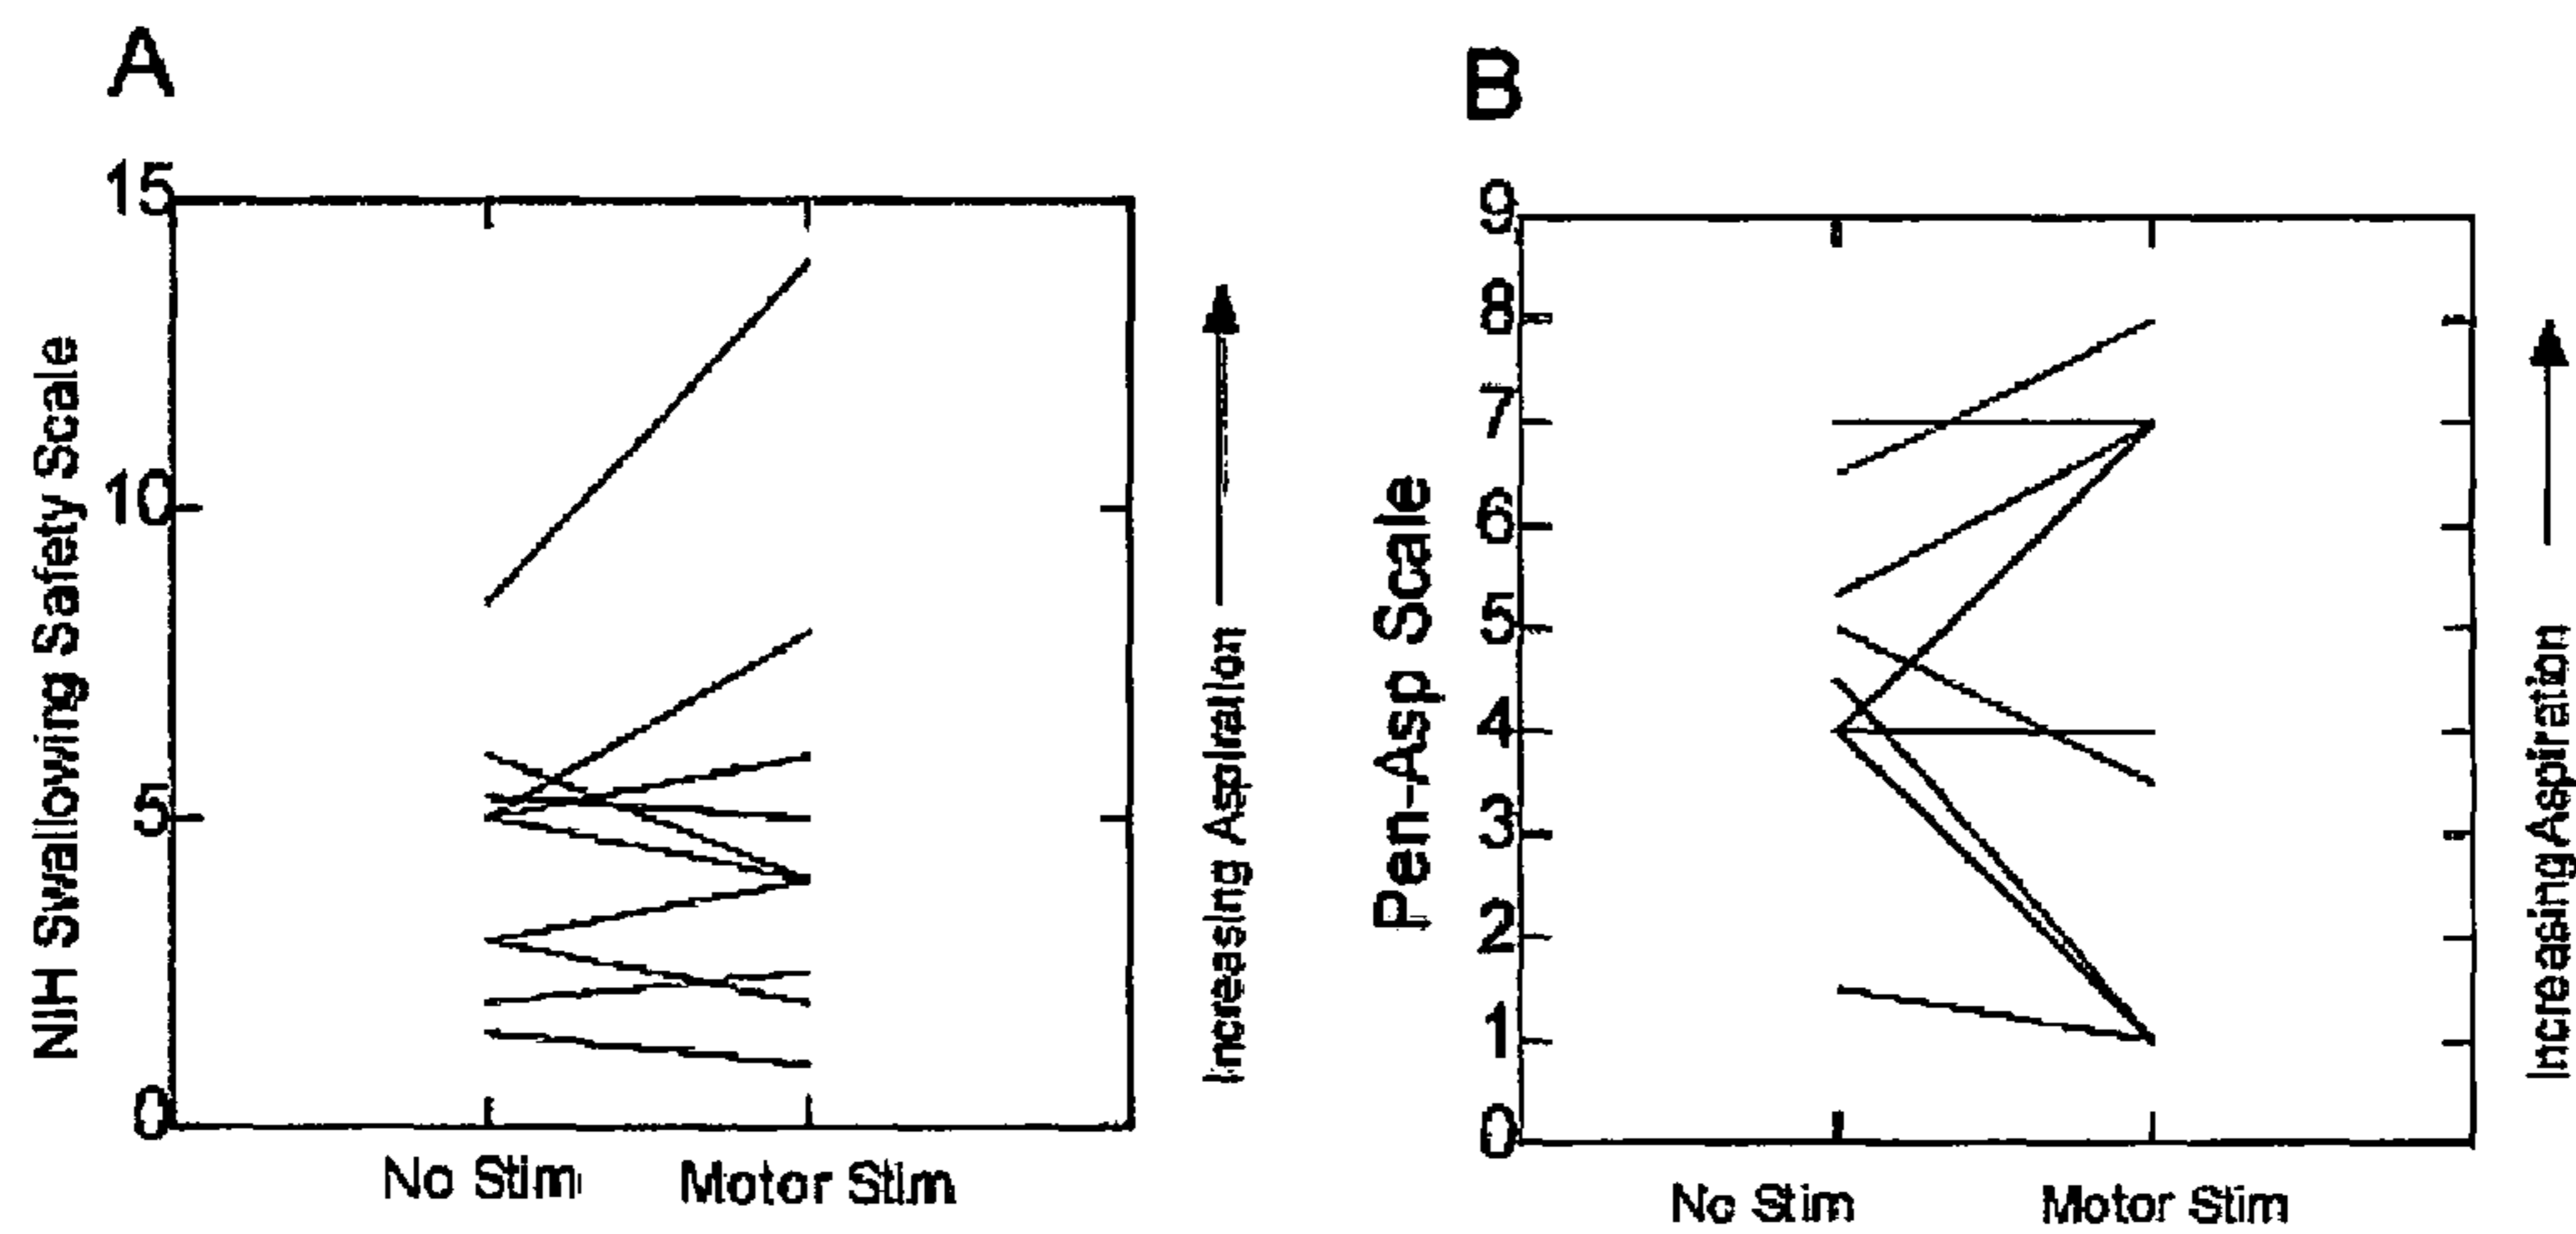 A
NIH Swallowing Safety Scale
15
10
5
0
No Stim
Motor Stim
Increasing Aspiration
B
Pen-Asp Scale
9
8
7
6
5
4
3
2
1
0
No Stim
Motor Stim
Increasing Aspiration